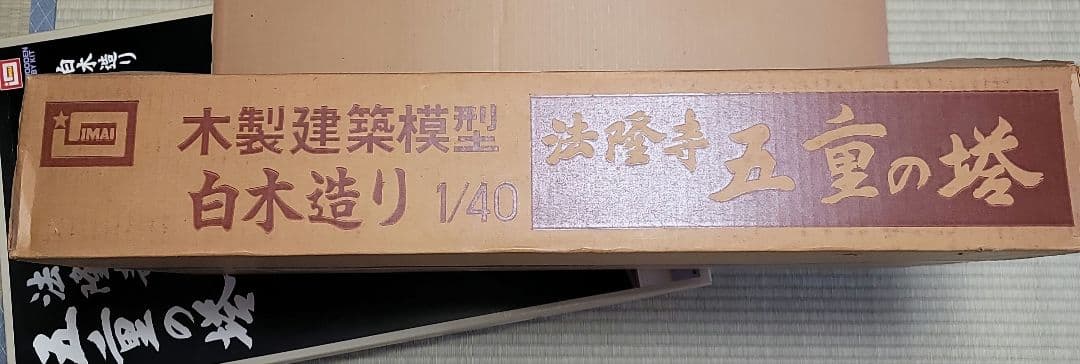 IMAI
木製建築模型
白木造り 1/40
法隆寺 五重の塔
白木造り
法隆寺
五重の塔